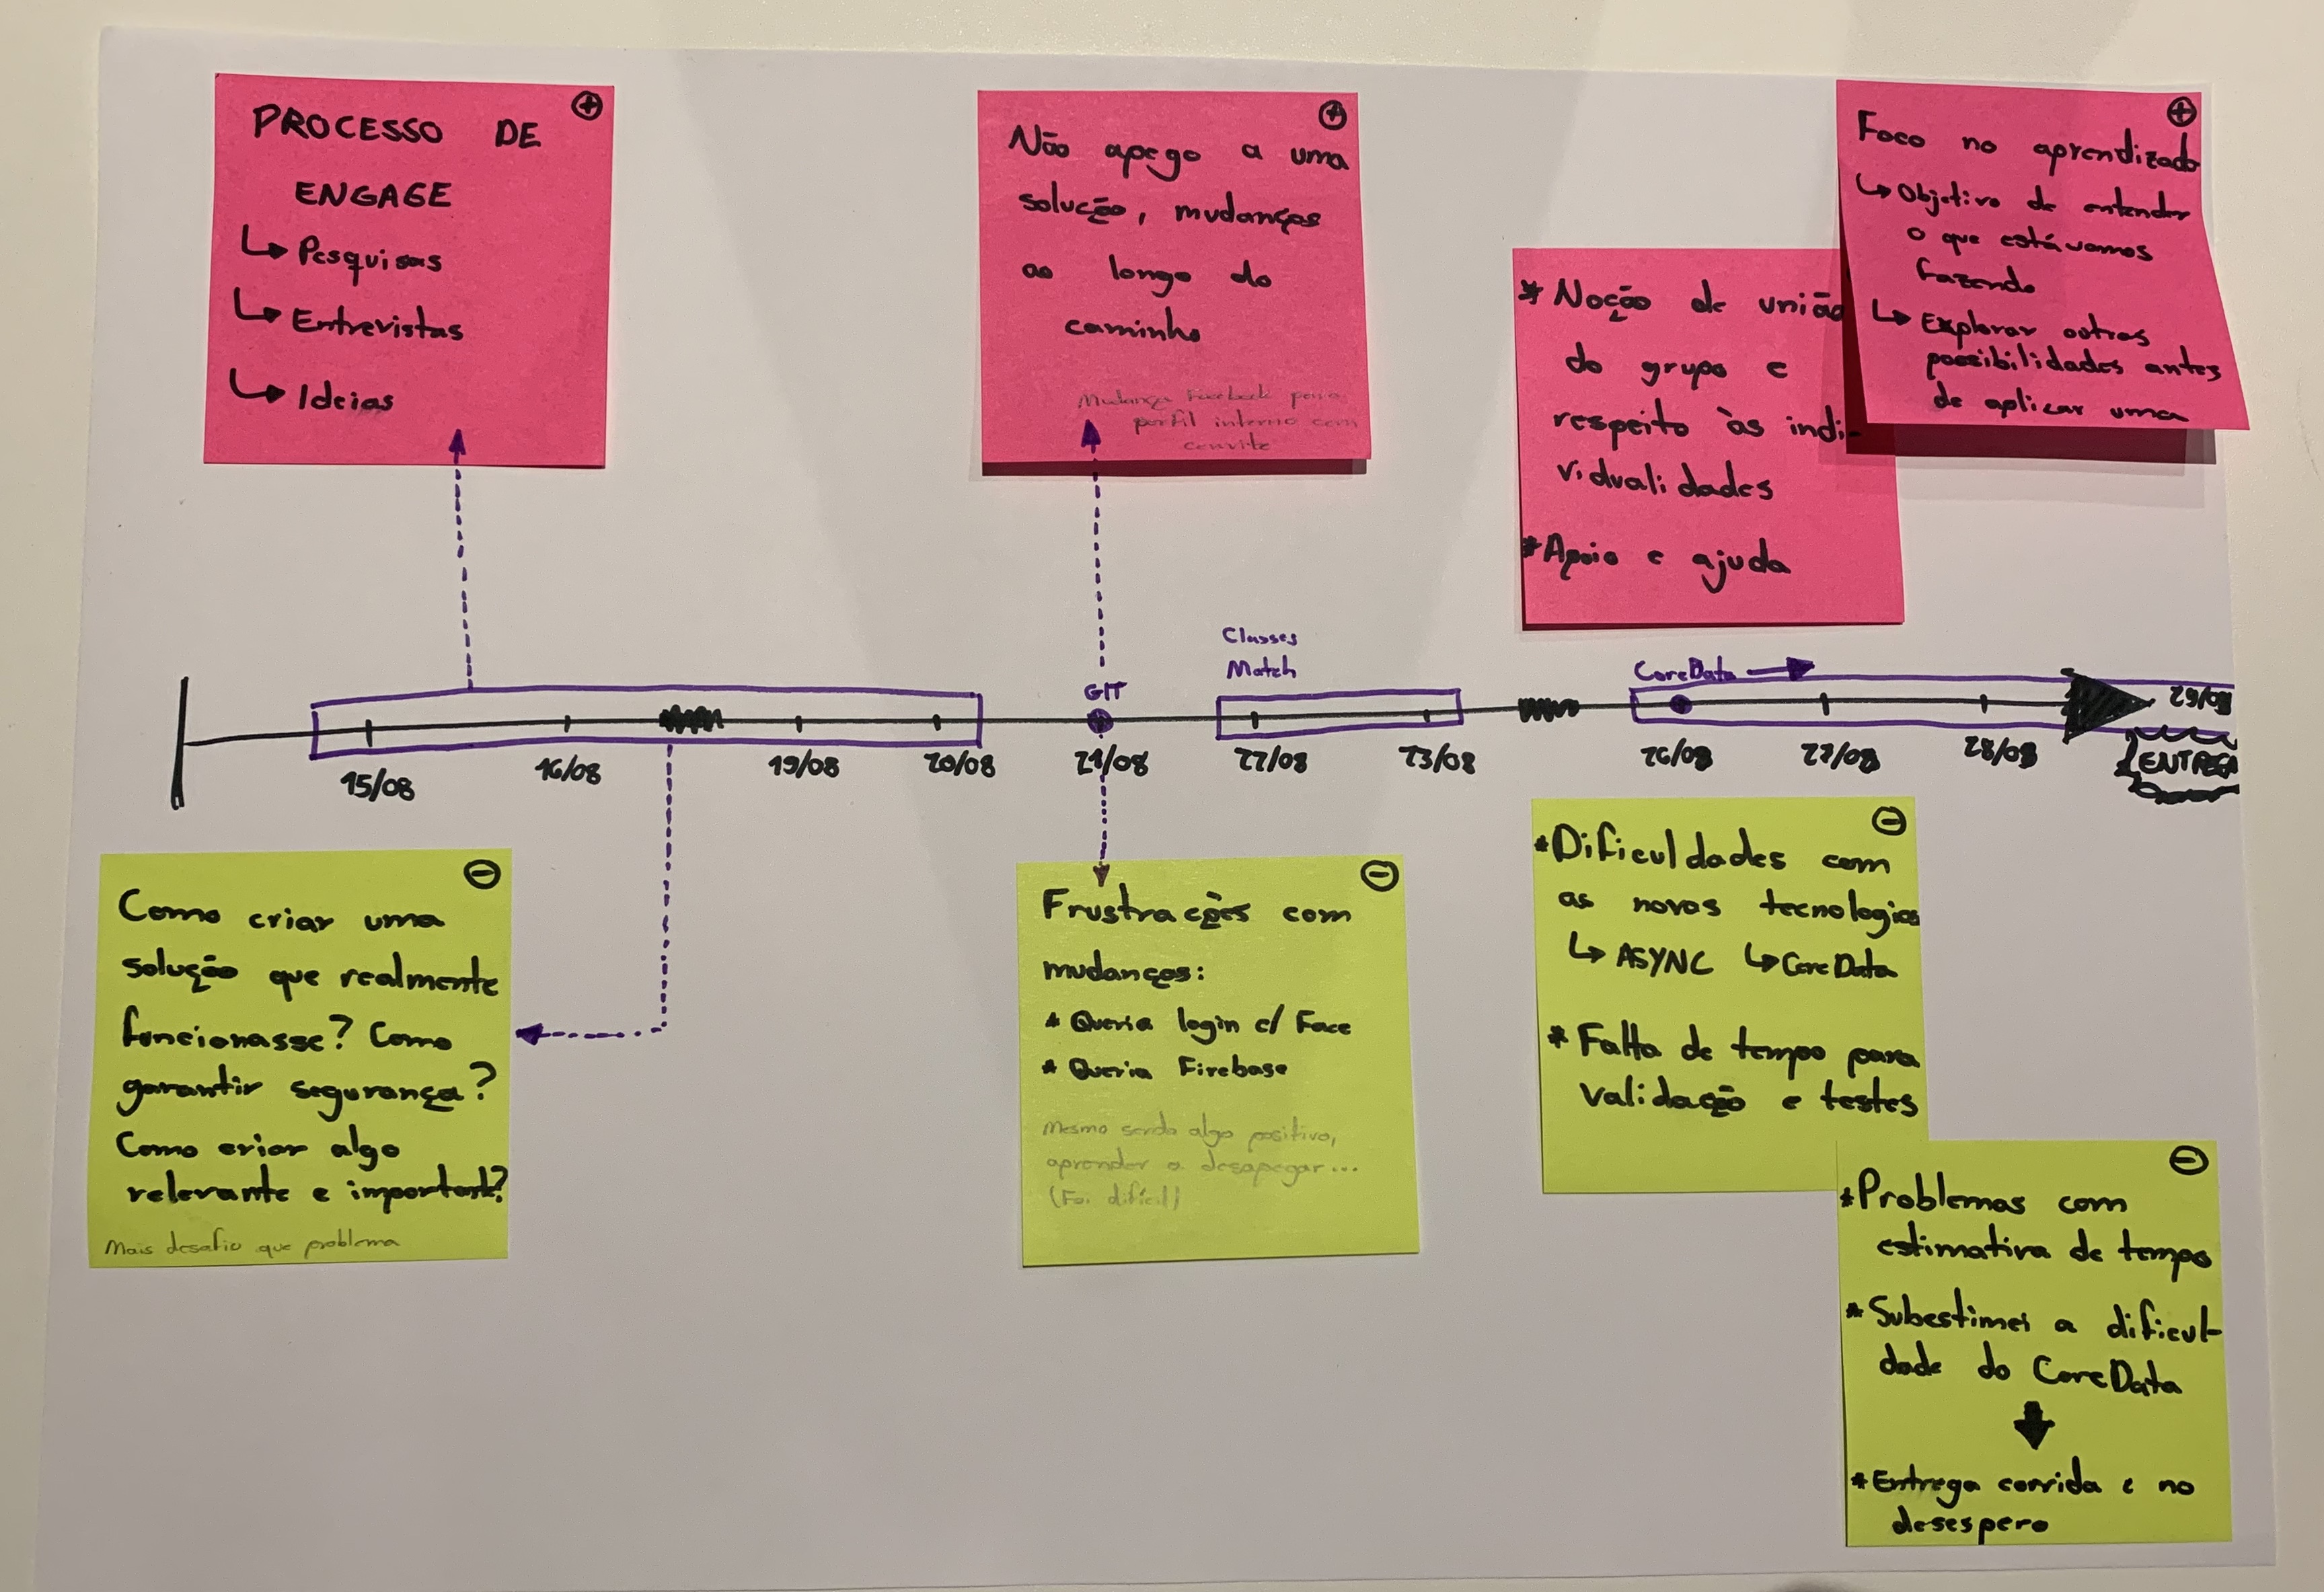 PROCESSO DE
ENGAGE
↳ Pesquisas
↳ Entrevistas
↳ Ideias
Não apego a uma
solução, mudanças
ao longo do
caminho
Mudança Facebook para
perfil interno com
convite
* Noção de união
do grupo e
respeito às indi-
vidualidades
* Apoio e ajuda
Foco no aprendizado
↳ Objetivo de entender
o que estávamos
fazendo
↳ Explorar outras
possibilidades antes
de aplicar uma
Classes
Match
GIT
CoreData →
15/08
16/08
19/08
20/08
21/08
22/08
23/08
26/08
27/08
28/08
29/08
ENTREGA
Como criar uma
solução que realmente
funcionasse? Como
garantir segurança?
Como criar algo
relevante e important?
Mais desafio que problema
Frustrações com
mudanças:
* Queria login c/ Face
* Queria Firebase
Mesmo sendo algo positivo,
aprender a desapegar...
(Foi difícil)
* Dificuldades com
as novas tecnologias
↳ ASYNC ↳ CoreData
* Falta de tempo para
validação e testes
* Problemas com
estimativa de tempo
* Subestimei a dificul-
dade do CoreData
* Entrega corrida e no
desespero